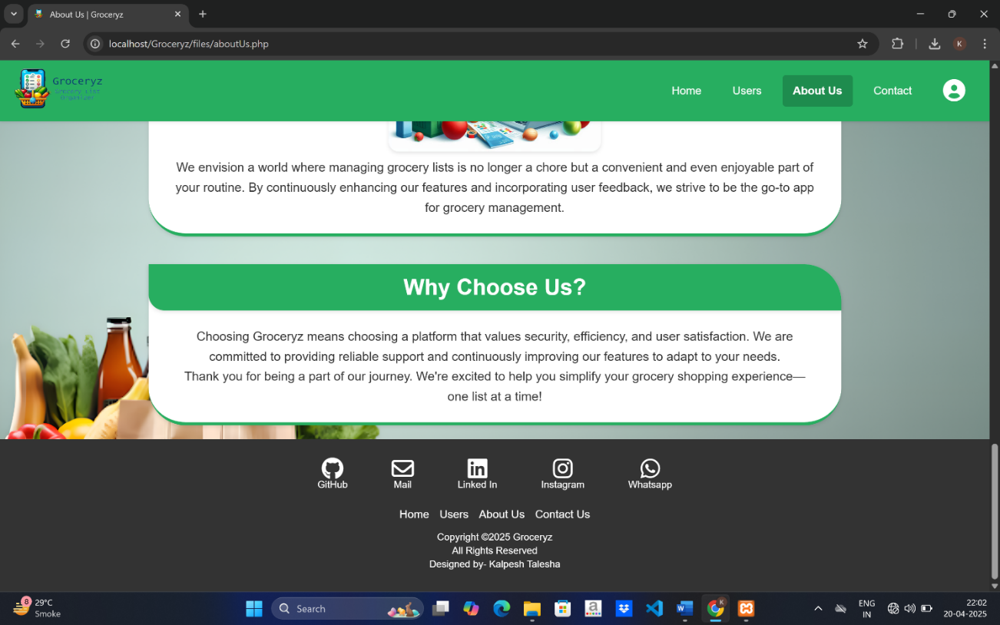 About Us | Groceryz
localhost/Groceryz/files/aboutUs.php
K
Groceryz
Grocery List
Organizer
Home
Users
About Us
Contact
We envision a world where managing grocery lists is no longer a chore but a convenient and even enjoyable part of
your routine. By continuously enhancing our features and incorporating user feedback, we strive to be the go-to app
for grocery management.
Why Choose Us?
Choosing Groceryz means choosing a platform that values security, efficiency, and user satisfaction. We are
committed to providing reliable support and continuously improving our features to adapt to your needs.
Thank you for being a part of our journey. We're excited to help you simplify your grocery shopping experience—
one list at a time!
GitHub
Mail
Linked In
Instagram
Whatsapp
Home Users About Us Contact Us
Copyright ©2025 Groceryz
All Rights Reserved
Designed by- Kalpesh Talesha
8
29°C
Smoke
Search
ENG
IN
22:02
20-04-2025